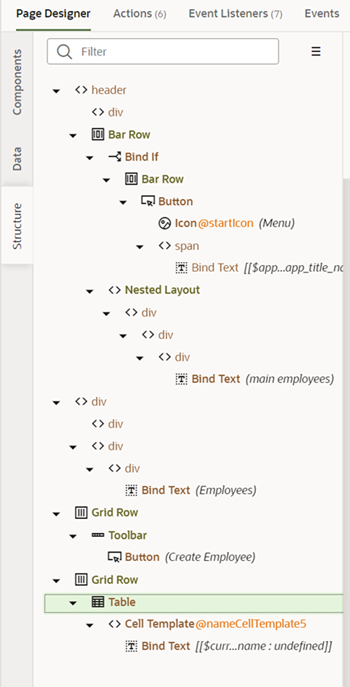 Page Designer Actions (6) Event Listeners (7) Events
Components
Data
Structure
Filter
<> header
<> div
Bar Row
Bind If
Bar Row
Button
Icon@startIcon (Menu)
<> span
Bind Text [[$app...app_title_na
<> Nested Layout
<> div
<> div
<> div
Bind Text (main employees)
<> div
<> div
<> div
<> div
Bind Text (Employees)
Grid Row
Toolbar
Button (Create Employee)
Grid Row
Table
<> Cell Template@nameCellTemplate5
Bind Text [[$curr...name : undefined]]